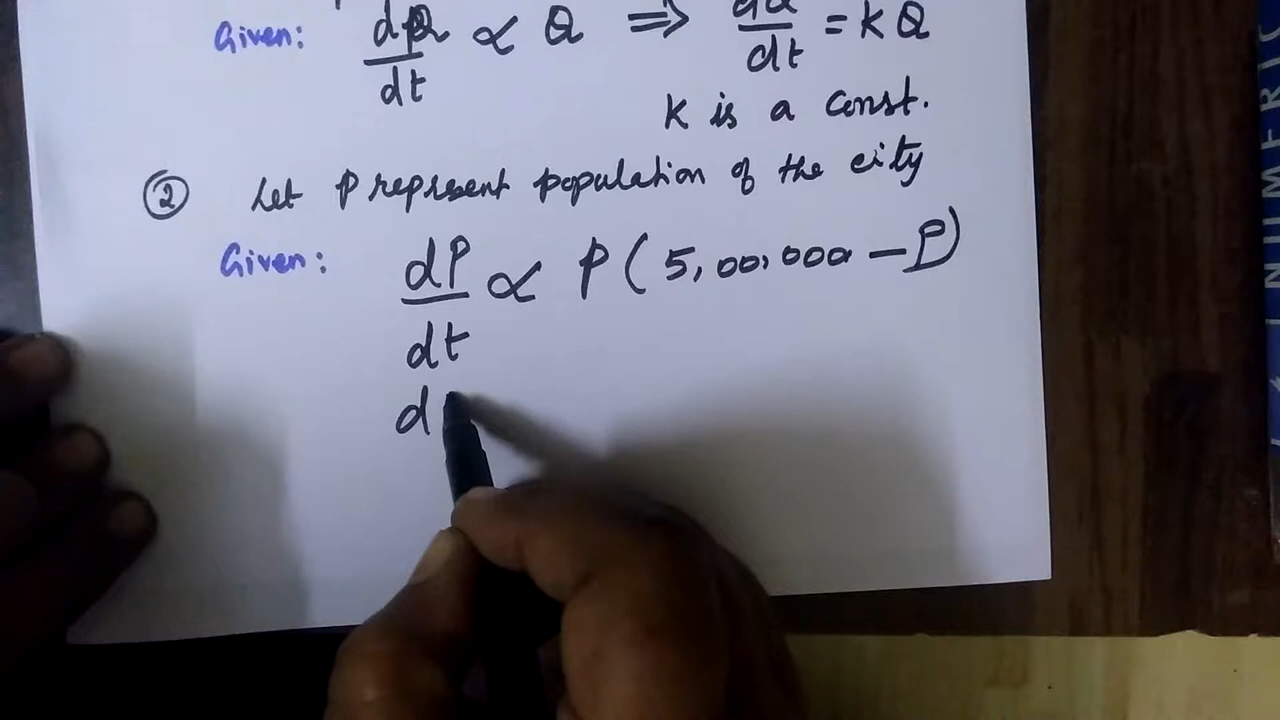 Given: dQ/dt ∝ Q ⇒ dQ/dt = kQ
K is a const.
② Let P represent population of the city
Given: dP/dt ∝ P ( 5,00,000 – P)
d
NUMERIC